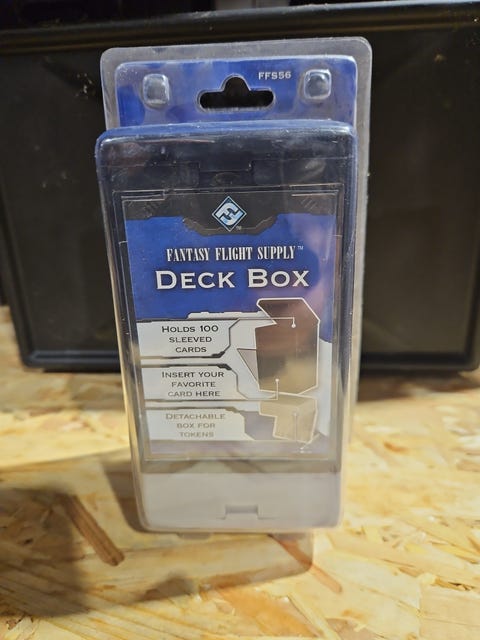 FFS56
FANTASY FLIGHT SUPPLY™
DECK BOX
HOLDS 100
SLEEVED
CARDS
INSERT YOUR
FAVORITE
CARD HERE
DETACHABLE
BOX FOR
TOKENS